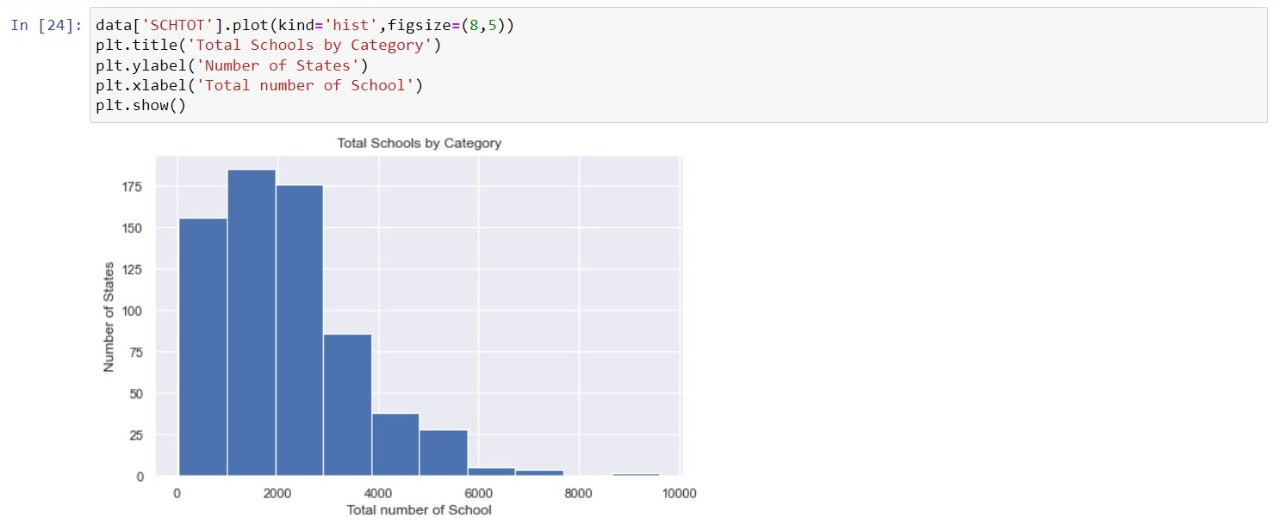 In [24]: data['SCHTOT'].plot(kind='hist',figsize=(8,5))
plt.title('Total Schools by Category')
plt.ylabel('Number of States')
plt.xlabel('Total number of School')
plt.show()
Total Schools by Category
175
150
125
100
75
50
25
0
Number of States
0 2000 4000 6000 8000 10000
Total number of School